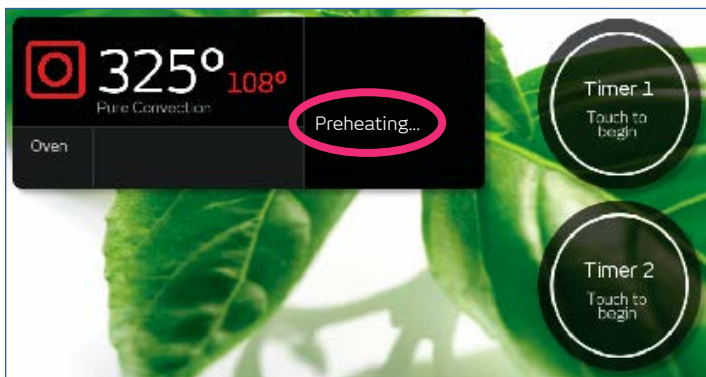 325° 108°
Pure Convection
Preheating...
Oven
Timer 1
Touch to
begin
Timer 2
Touch to
begin